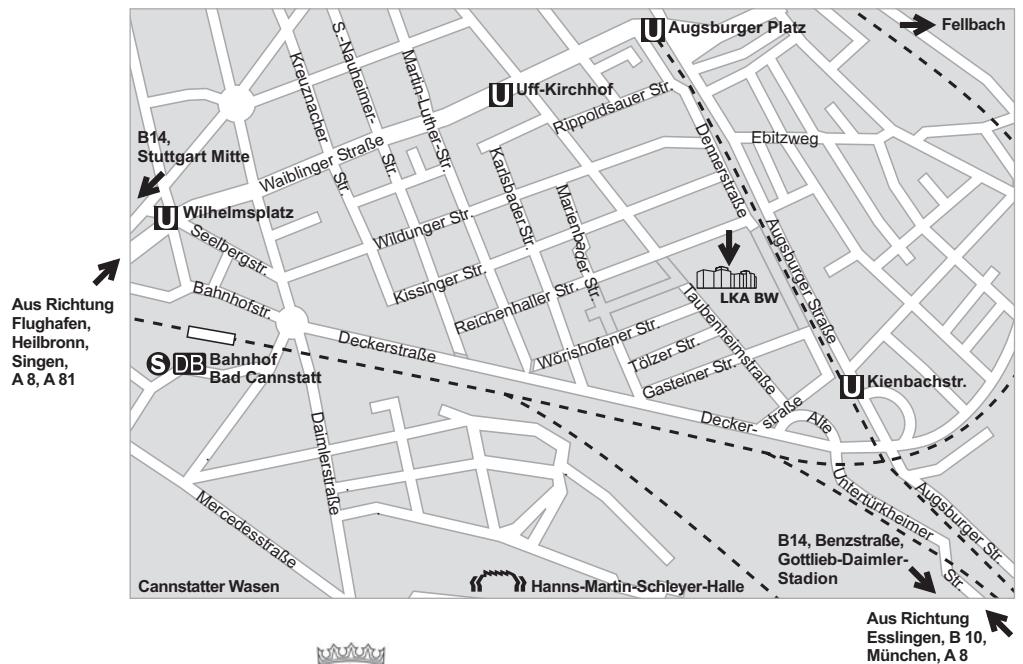 U Augsburger Platz
Fellbach
S.-Nauheimer-
Str.
Kreuznacher
Str.
Martin-Luther-Str.
U Uff-Kirchhof
Rippoldsauer Str.
B14,
Stuttgart Mitte
Waiblinger Straße
Dennerstraße
Ebitzweg
Karlsbader Str.
Marienbader Str.
U Wilhelmsplatz
Seelbergstr.
Wildunger Str.
Augsburger Straße
Aus Richtung
Flughafen,
Heilbronn,
Singen,
A 8, A 81
Bahnhofstr.
Kissinger Str.
Reichenhaller Str.
LKA BW
Taubenheimstraße
Deckerstraße
Wörishofener Str.
Tölzer Str.
Gasteiner Str.
S DB Bahnhof
Bad Cannstatt
U Kienbachstr.
Decker-
straße
Alte
Untertürkheimer
Str.
Daimlerstraße
Mercedesstraße
Augsburger Str.
B14, Benzstraße,
Gottlieb-Daimler-
Stadion
Cannstatter Wasen
Hanns-Martin-Schleyer-Halle
Aus Richtung
Esslingen, B 10,
München, A 8